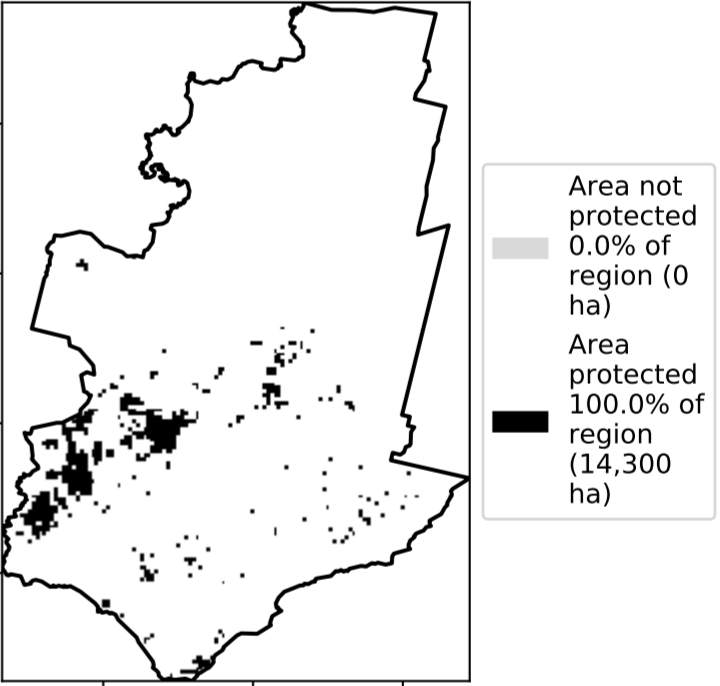 Area not
protected
0.0% of
region (0
ha)
Area
protected
100.0% of
region
(14,300
ha)